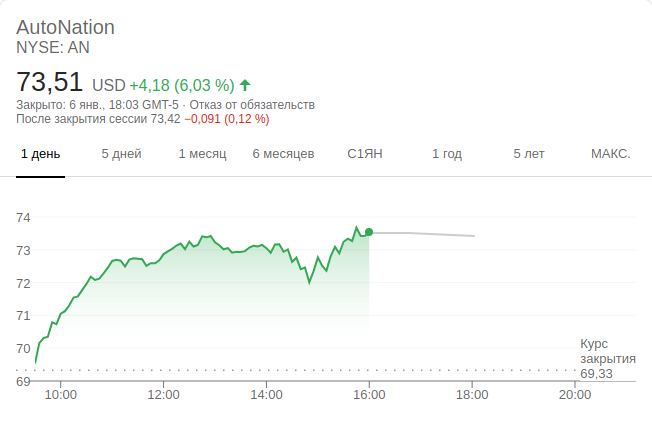 AutoNation
NYSE: AN
73,51 USD +4,18 (6,03 %)
Закрыто: 6 янв., 18:03 GMT-5 · Отказ от обязательств
После закрытия сессии 73,42 −0,091 (0,12 %)
1 день 5 дней 1 месяц 6 месяцев С1ЯН 1 год 5 лет МАКС.
74
73
72
71
70
Курс
закрытия
69,33
69
10:00 12:00 14:00 16:00 18:00 20:00